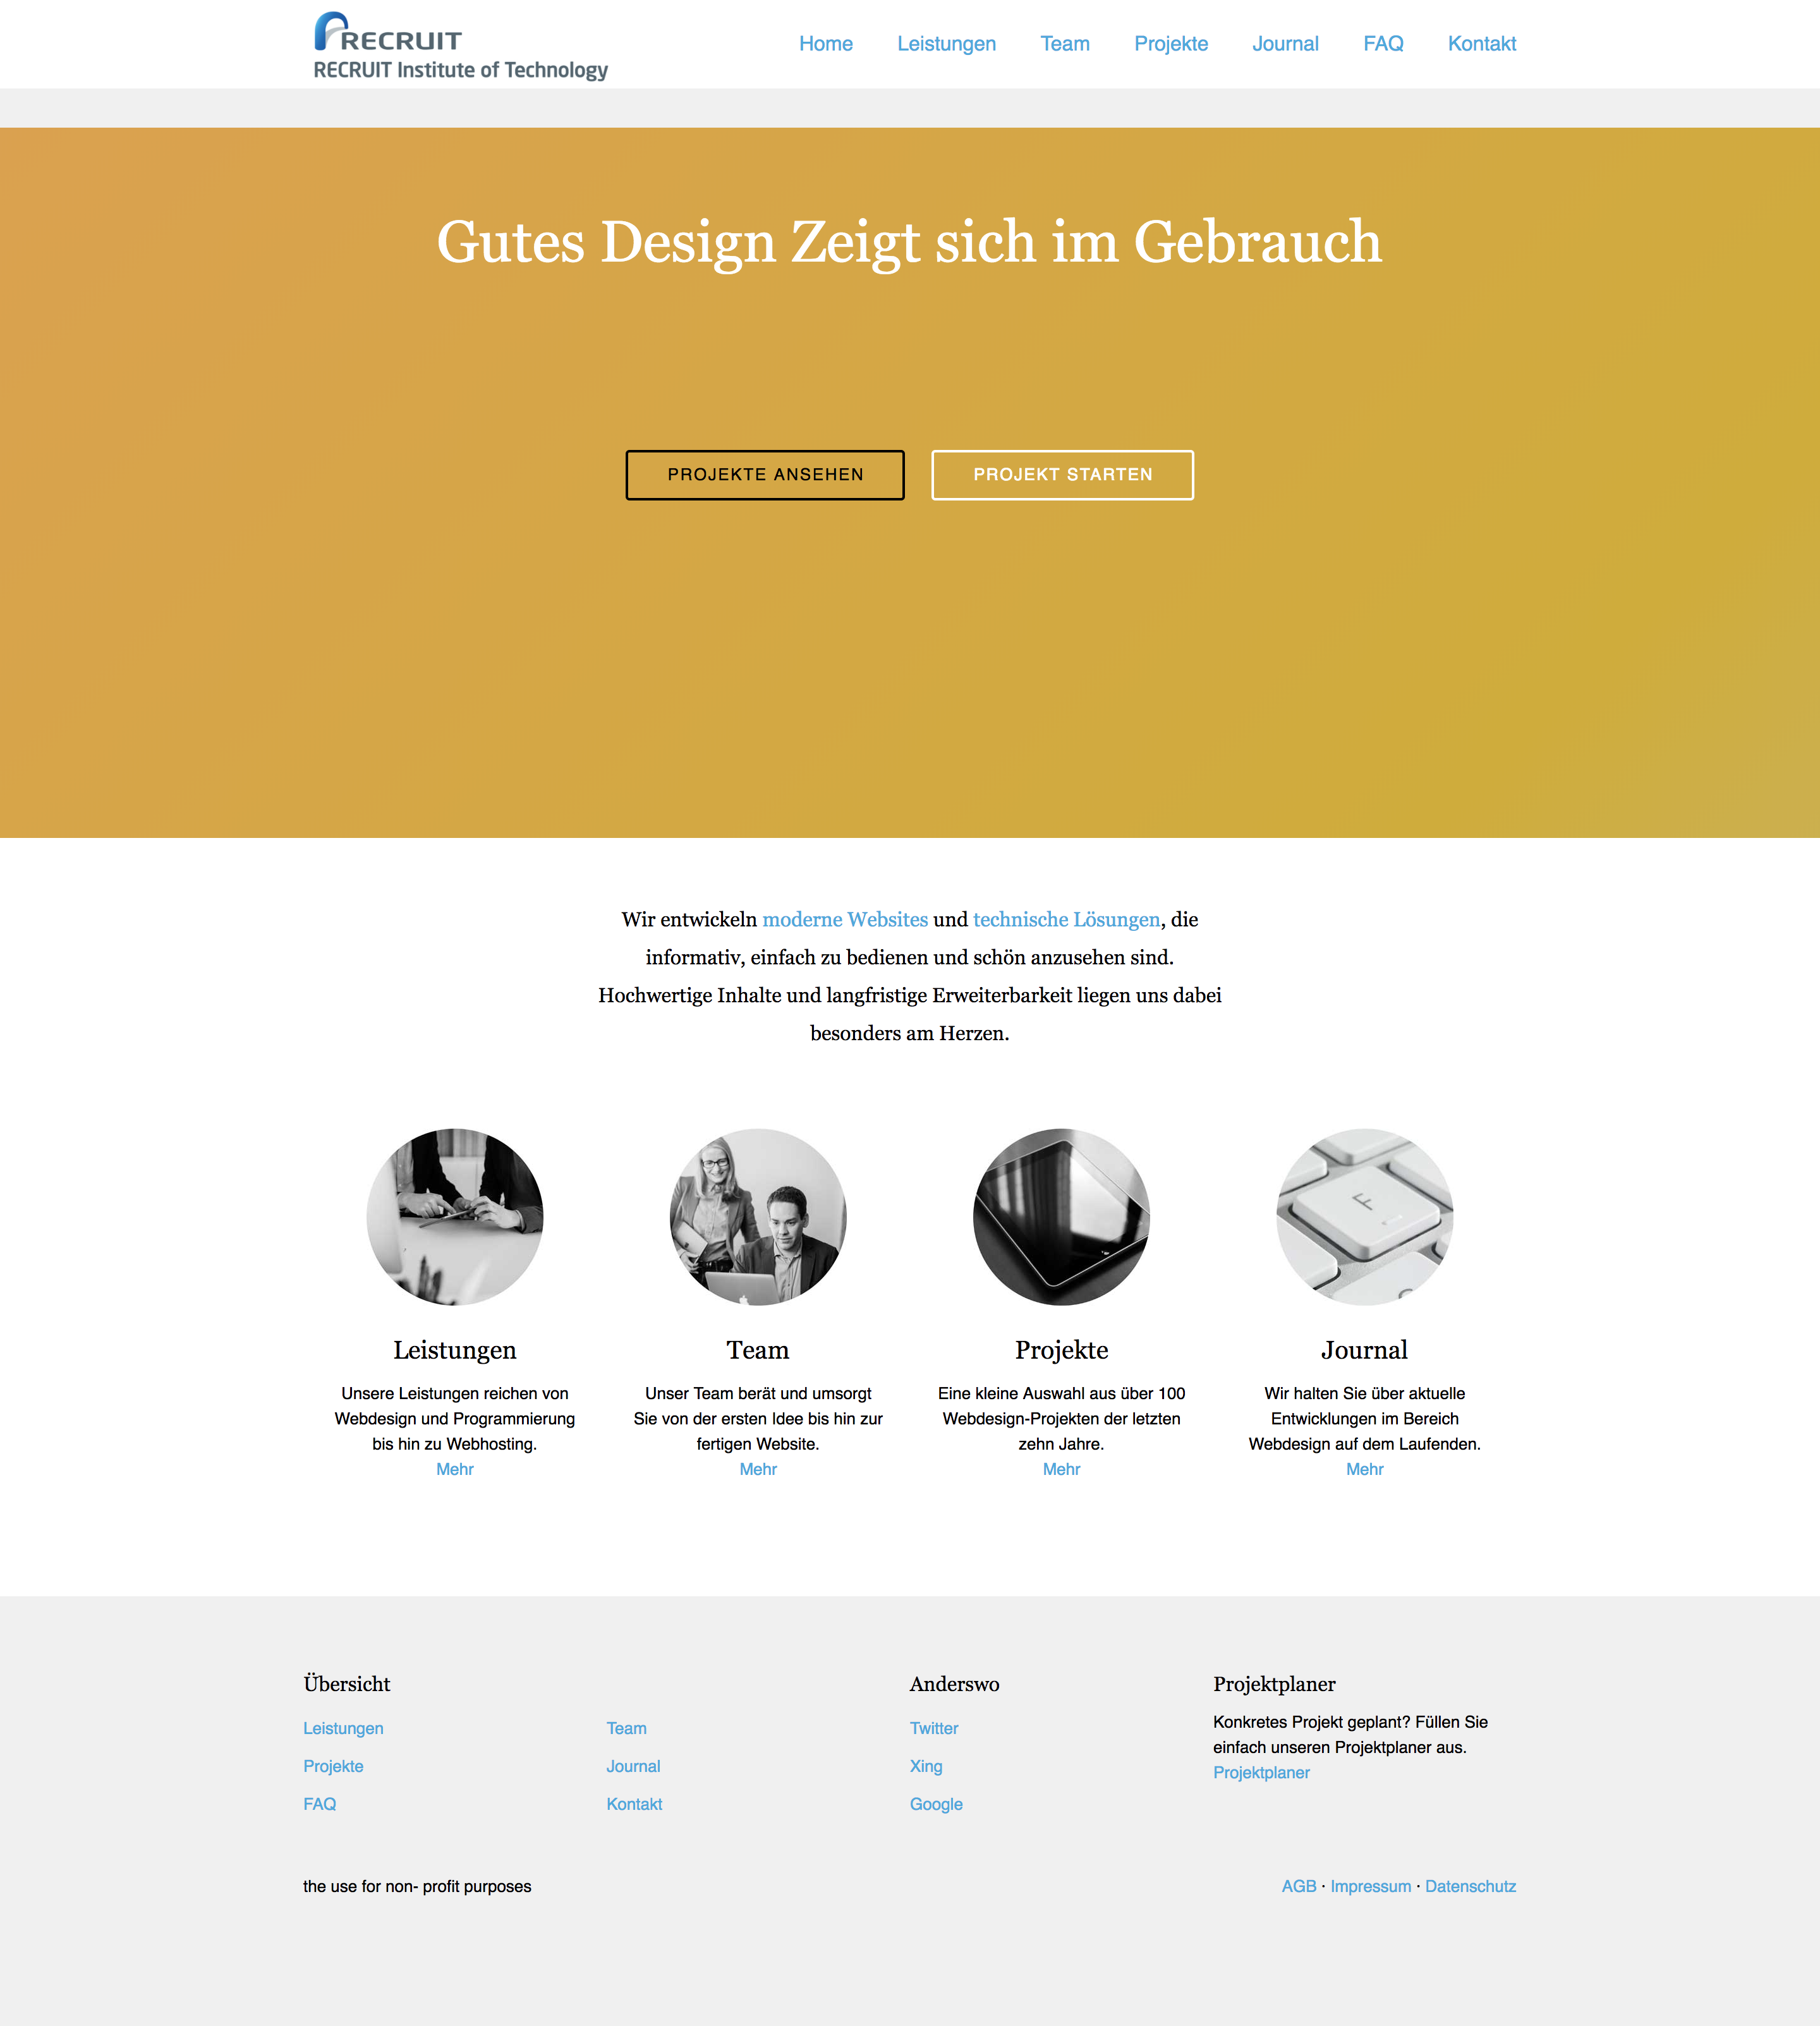 RECRUIT
RECRUIT Institute of Technology
Home Leistungen Team Projekte Journal FAQ Kontakt
Gutes Design Zeigt sich im Gebrauch
PROJEKTE ANSEHEN PROJEKT STARTEN
Wir entwickeln moderne Websites und technische Lösungen, die
informativ, einfach zu bedienen und schön anzusehen sind.
Hochwertige Inhalte und langfristige Erweiterbarkeit liegen uns dabei
besonders am Herzen.
F
Leistungen
Unsere Leistungen reichen von
Webdesign und Programmierung
bis hin zu Webhosting.
Mehr
Team
Unser Team berät und umsorgt
Sie von der ersten Idee bis hin zur
fertigen Website.
Mehr
Projekte
Eine kleine Auswahl aus über 100
Webdesign-Projekten der letzten
zehn Jahre.
Mehr
Journal
Wir halten Sie über aktuelle
Entwicklungen im Bereich
Webdesign auf dem Laufenden.
Mehr
Übersicht
Leistungen
Projekte
FAQ
Team
Journal
Kontakt
Anderswo
Twitter
Xing
Google
Projektplaner
Konkretes Projekt geplant? Füllen Sie
einfach unseren Projektplaner aus.
Projektplaner
the use for non- profit purposes
AGB · Impressum · Datenschutz